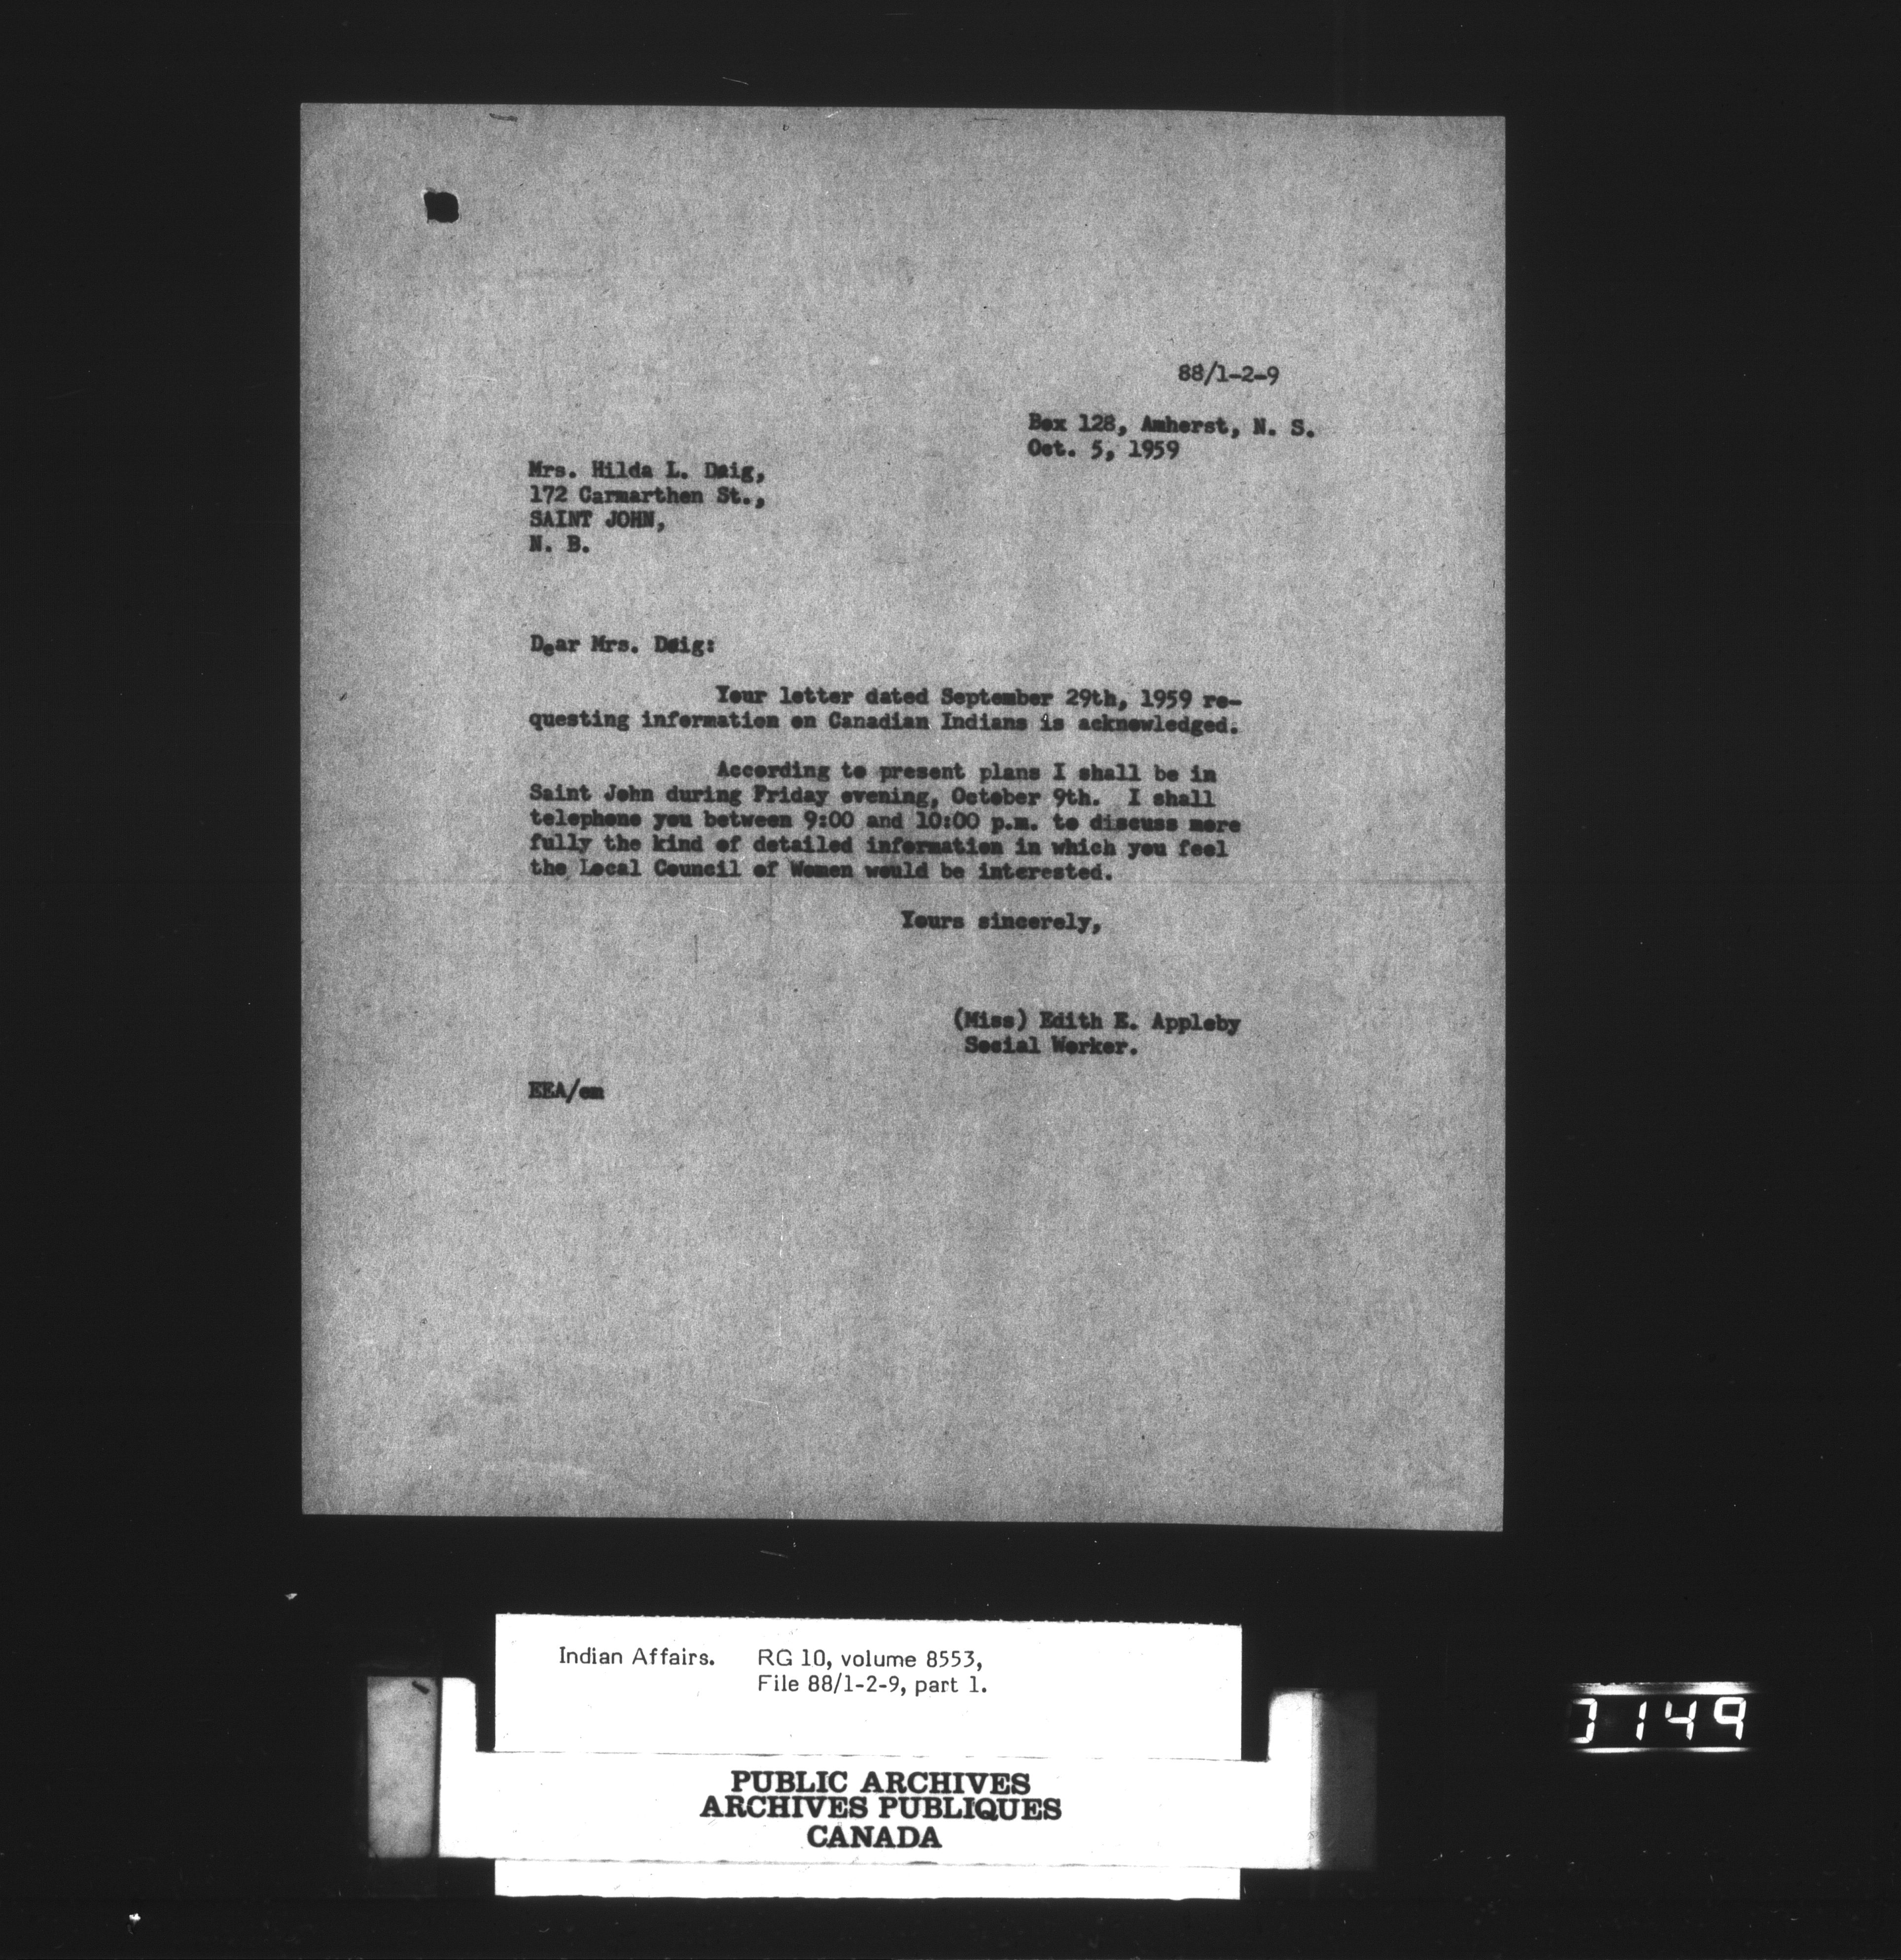 88/1-2-9
Box 128, Amherst, N. S.
Oct. 5, 1959
Mrs. Hilda L. Daig,
172 Carmarthen St.,
SAINT JOHN,
N. B.
Dear Mrs. Daig:
Your letter dated September 29th, 1959 re-
questing information on Canadian Indians is acknowledged.
According to present plans I shall be in
Saint John during Friday evening, October 9th. I shall
telephone you between 9:00 and 10:00 p.m. to discuss more
fully the kind of detailed information in which you feel
the Local Council of Women would be interested.
Yours sincerely,
(Miss) Edith E. Appleby
Social Worker.
EEA/em
Indian Affairs. RG 10, volume 8553,
File 88/1-2-9, part 1.
PUBLIC ARCHIVES
ARCHIVES PUBLIQUES
CANADA
149